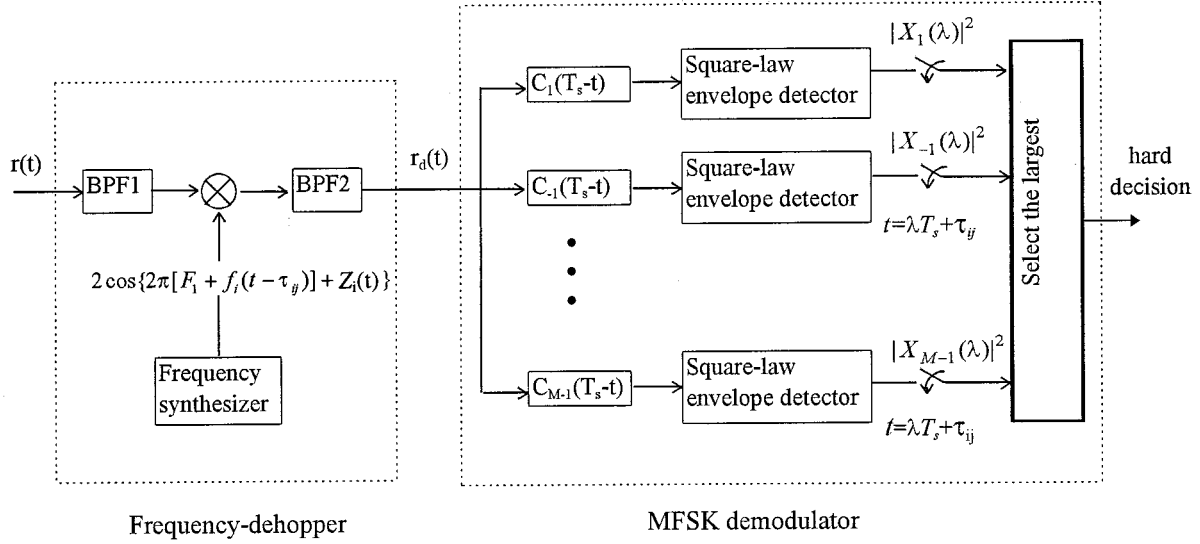 r(t)
BPF1
BPF2
r_d(t)
2cos{2π[F_1 + f_i(t − τ_ij)] + Z_i(t)}
Frequency
synthesizer
Frequency-dehopper
C_1(T_s-t)
Square-law
envelope detector
|X_1(λ)|^2
C_-1(T_s-t)
Square-law
envelope detector
|X_−1(λ)|^2
t=λT_s+τ_ij
C_M-1(T_s-t)
Square-law
envelope detector
|X_M−1(λ)|^2
t=λT_s+τ_ij
Select the largest
hard
decision
MFSK demodulator